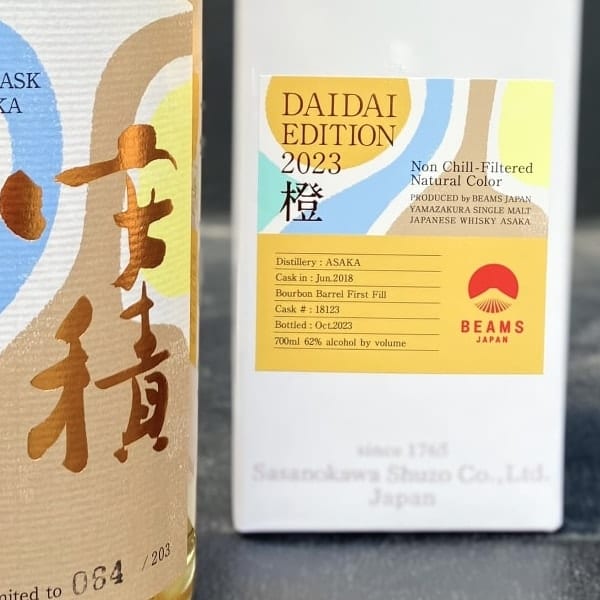 ASK
KA
安積
mited to 064 /203
DAIDAI
EDITION
2023
橙
Non Chill-Filtered
Natural Color
PRODUCED by BEAMS JAPAN
YAMAZAKURA SINGLE MALT
JAPANESE WHISKY ASAKA
Distillery : ASAKA
Cask in : Jun.2018
Bourbon Barrel First Fill
Cask # : 18123
Bottled : Oct.2023
700ml 62% alcohol by volume
BEAMS
JAPAN
since 1765
Sasanokawa Shuzo Co.,Ltd.
Japan